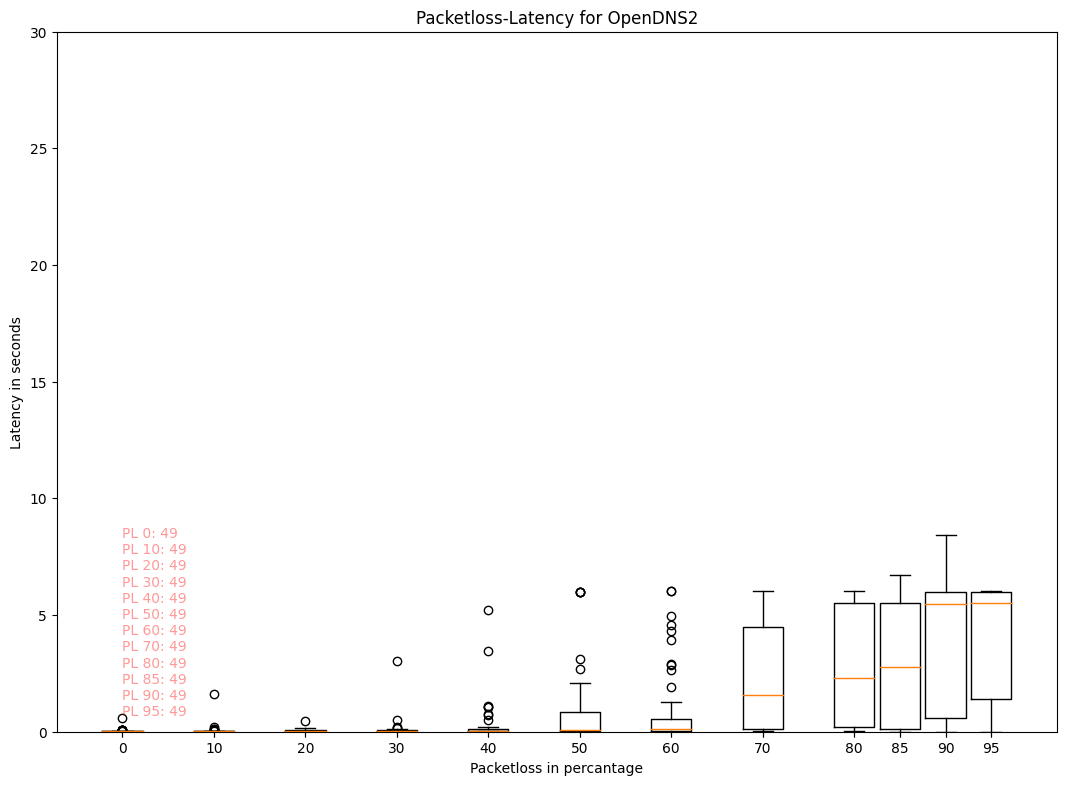 Packetloss-Latency for OpenDNS2
30
25
20
15
10
5
0
Latency in seconds
PL 0: 49
PL 10: 49
PL 20: 49
PL 30: 49
PL 40: 49
PL 50: 49
PL 60: 49
PL 70: 49
PL 80: 49
PL 85: 49
PL 90: 49
PL 95: 49
0 10 20 30 40 50 60 70 80 85 90 95
Packetloss in percantage